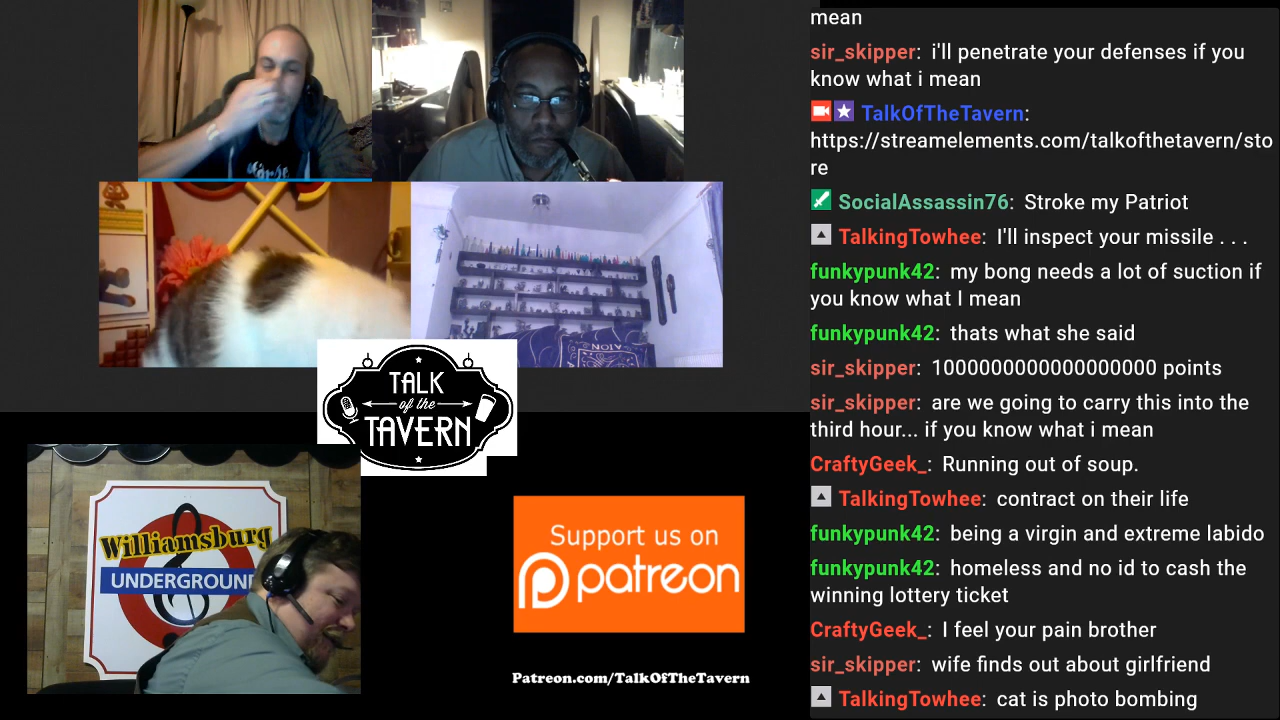 mean
sir_skipper: i'll penetrate your defenses if you
know what i mean
TalkOfTheTavern:
https://streamelements.com/talkofthetavern/sto
re
SocialAssassin76: Stroke my Patriot
TalkingTowhee: I'll inspect your missile . . .
funkypunk42: my bong needs a lot of suction if
you know what I mean
funkypunk42: thats what she said
sir_skipper: 1000000000000000000 points
sir_skipper: are we going to carry this into the
third hour... if you know what i mean
CraftyGeek_: Running out of soup.
TalkingTowhee: contract on their life
funkypunk42: being a virgin and extreme labido
funkypunk42: homeless and no id to cash the
winning lottery ticket
CraftyGeek_: I feel your pain brother
sir_skipper: wife finds out about girlfriend
TalkingTowhee: cat is photo bombing
TALK
of the
TAVERN
Williamsburg
UNDERGROUND
Support us on
patreon
Patreon.com/TalkOfTheTavern